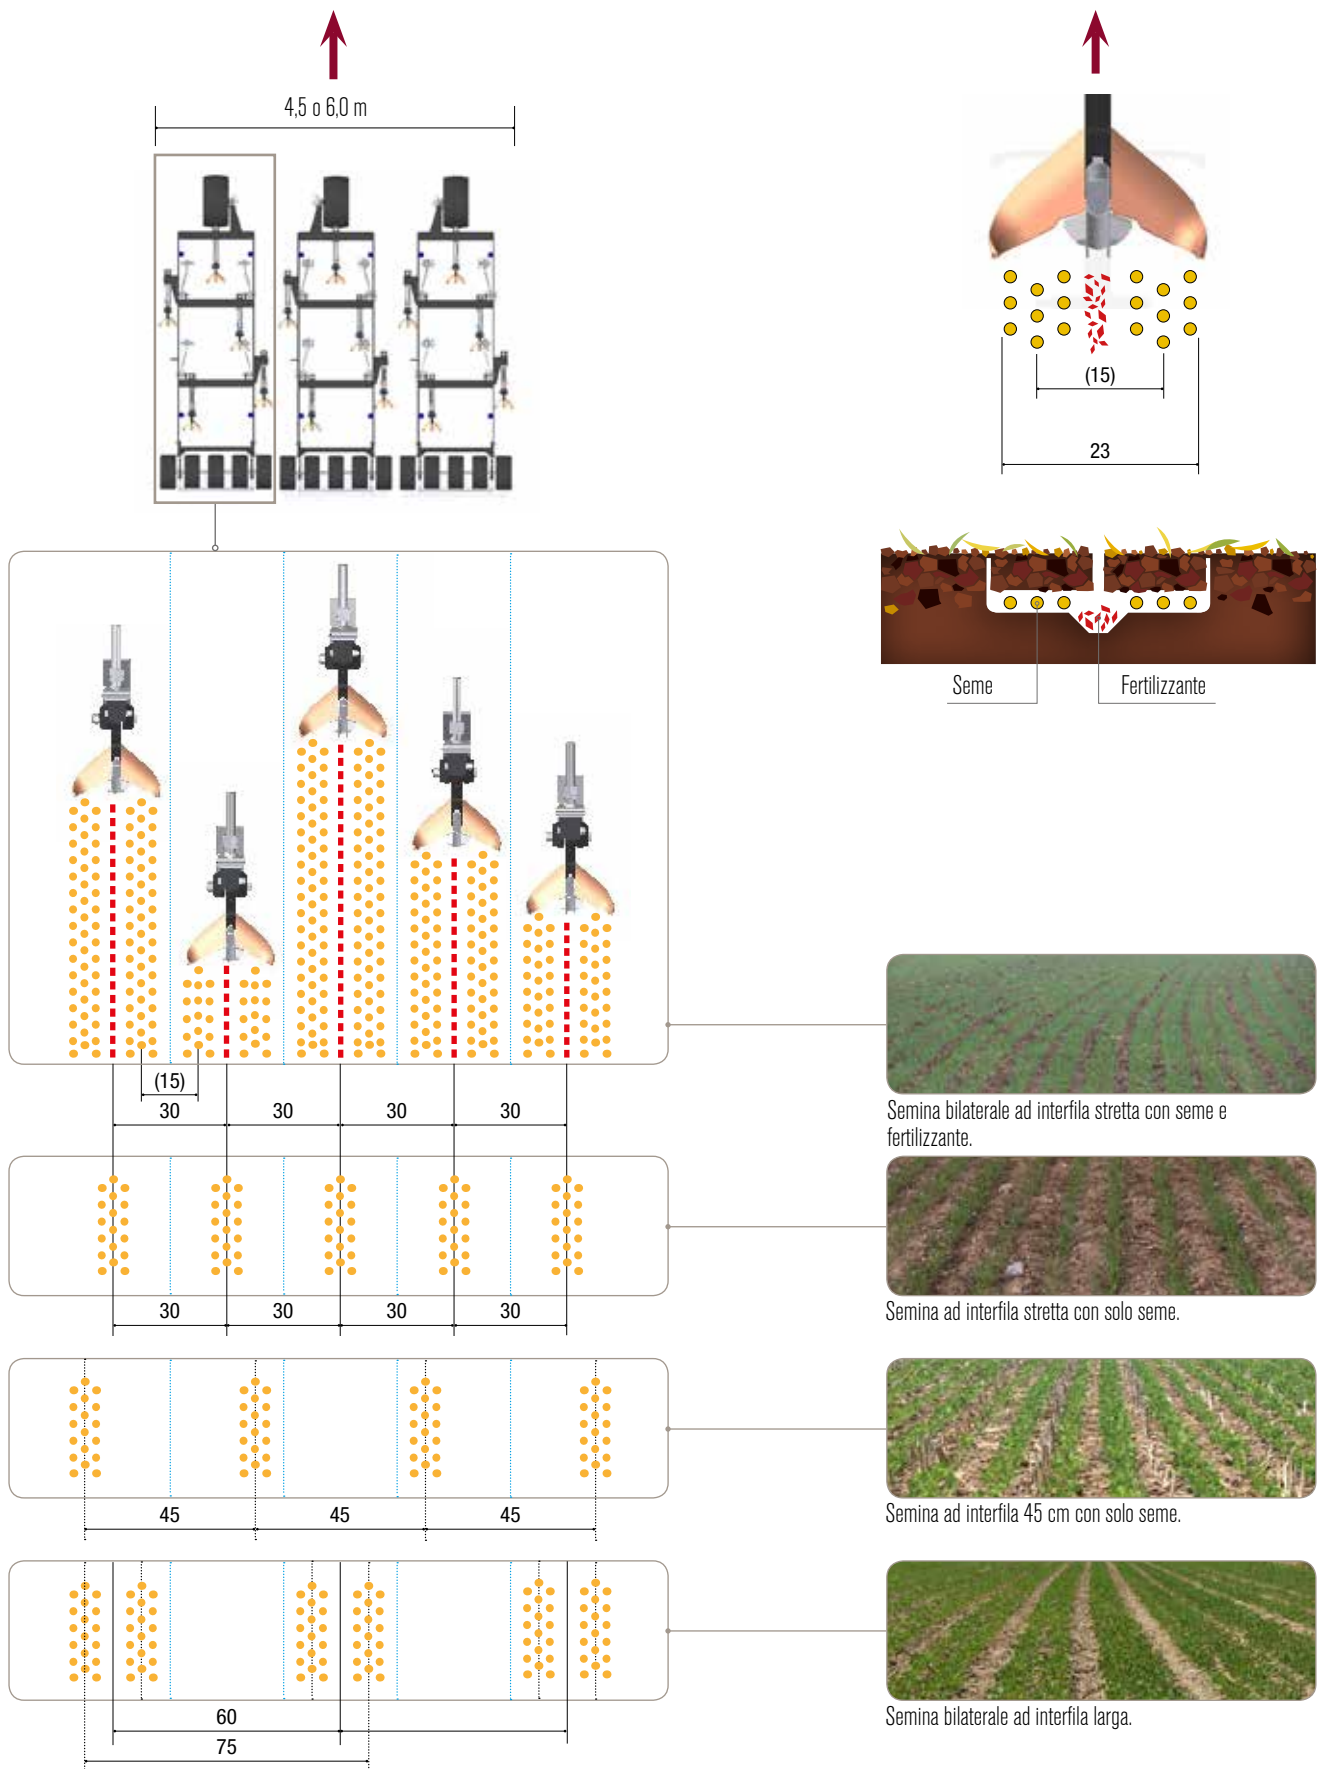 4,5 o 6,0 m
(15)
23
Seme
Fertilizzante
(15)
30
30
30
30
Semina bilaterale ad interfila stretta con seme e
fertilizzante.
30
30
30
30
Semina ad interfila stretta con solo seme.
45
45
45
Semina ad interfila 45 cm con solo seme.
60
75
Semina bilaterale ad interfila larga.